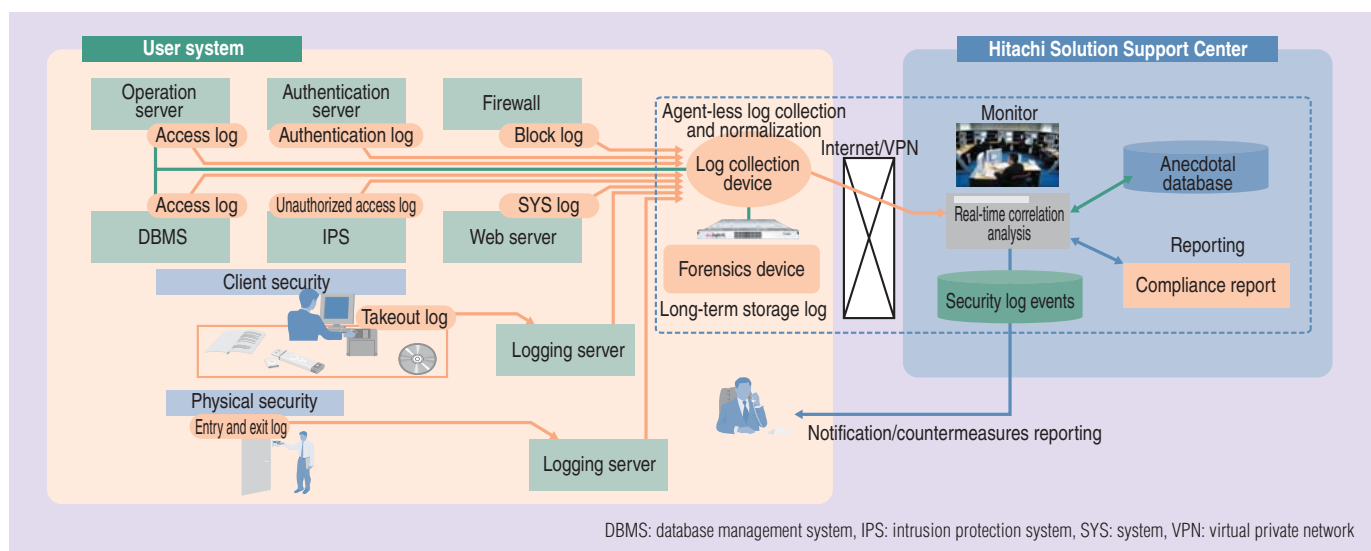 User system
Hitachi Solution Support Center
Operation
server
Authentication
server
Firewall
Access log
Authentication log
Block log
Access log
Unauthorized access log
SYS log
DBMS
IPS
Web server
Client security
Takeout log
Logging server
Physical security
Entry and exit log
Logging server
Agent-less log collection
and normalization
Log collection
device
Forensics device
Long-term storage log
Internet/VPN
Monitor
Real-time correlation
analysis
Anecdotal
database
Reporting
Compliance report
Security log events
Notification/countermeasures reporting
DBMS: database management system, IPS: intrusion protection system, SYS: system, VPN: virtual private network